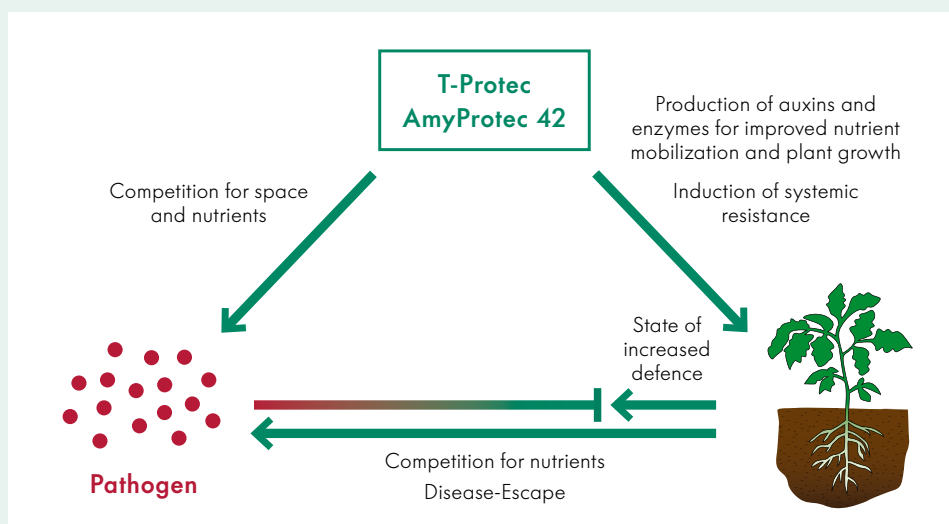 T-Protec
AmyProtec 42
Production of auxins and
enzymes for improved nutrient
mobilization and plant growth
Competition for space
and nutrients
Induction of systemic
resistance
State of
increased
defence
Pathogen
Competition for nutrients
Disease-Escape